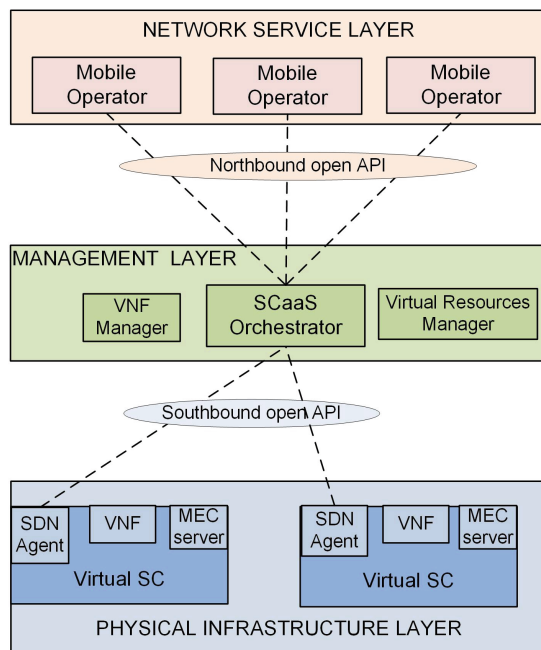 NETWORK SERVICE LAYER
Mobile
Operator
Mobile
Operator
Mobile
Operator
Northbound open API
MANAGEMENT LAYER
VNF
Manager
SCaaS
Orchestrator
Virtual Resources
Manager
Southbound open API
SDN
Agent
VNF
MEC
server
Virtual SC
SDN
Agent
VNF
MEC
server
Virtual SC
PHYSICAL INFRASTRUCTURE LAYER